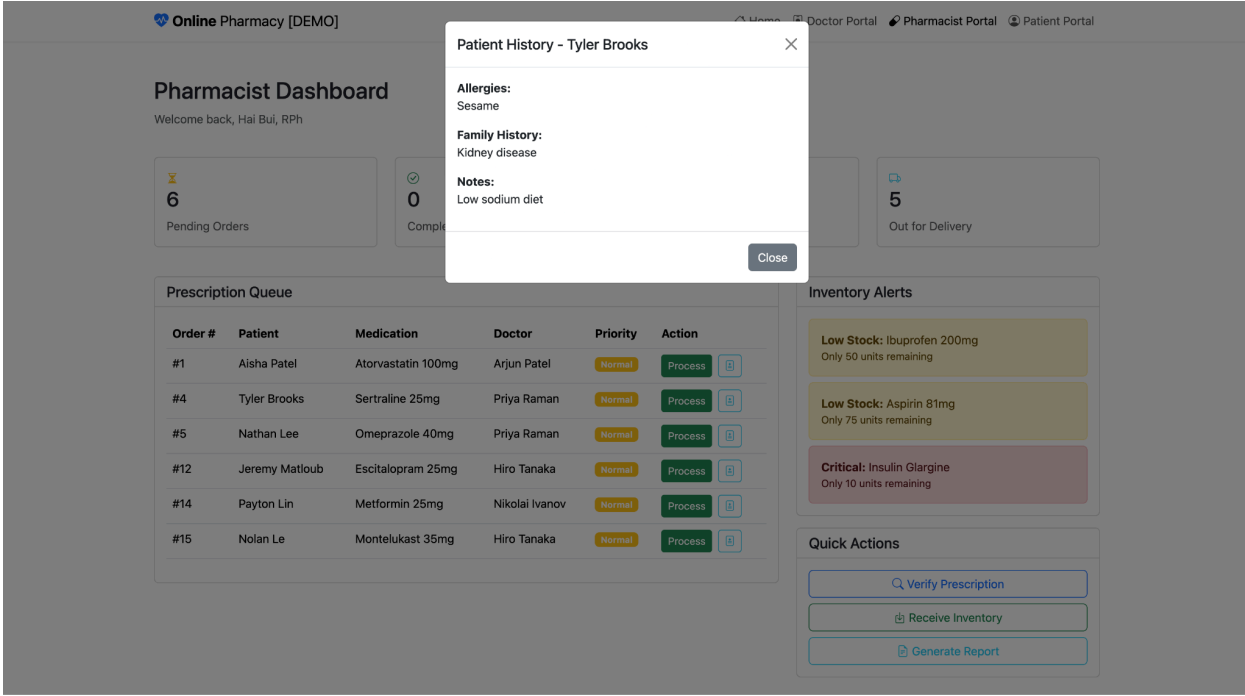 Online Pharmacy [DEMO]
Home Doctor Portal Pharmacist Portal Patient Portal
Patient History - Tyler Brooks
Allergies:
Sesame
Family History:
Kidney disease
Notes:
Low sodium diet
Close
Pharmacist Dashboard
Welcome back, Hai Bui, RPh
6
Pending Orders
0
5
Out for Delivery
Prescription Queue
Order # Patient Medication Doctor Priority Action
#1 Aisha Patel Atorvastatin 100mg Arjun Patel Normal Process
#4 Tyler Brooks Sertraline 25mg Priya Raman Normal Process
#5 Nathan Lee Omeprazole 40mg Priya Raman Normal Process
#12 Jeremy Matloub Escitalopram 25mg Hiro Tanaka Normal Process
#14 Payton Lin Metformin 25mg Nikolai Ivanov Normal Process
#15 Nolan Le Montelukast 35mg Hiro Tanaka Normal Process
Inventory Alerts
Low Stock: Ibuprofen 200mg
Only 50 units remaining
Low Stock: Aspirin 81mg
Only 75 units remaining
Critical: Insulin Glargine
Only 10 units remaining
Quick Actions
Verify Prescription
Receive Inventory
Generate Report